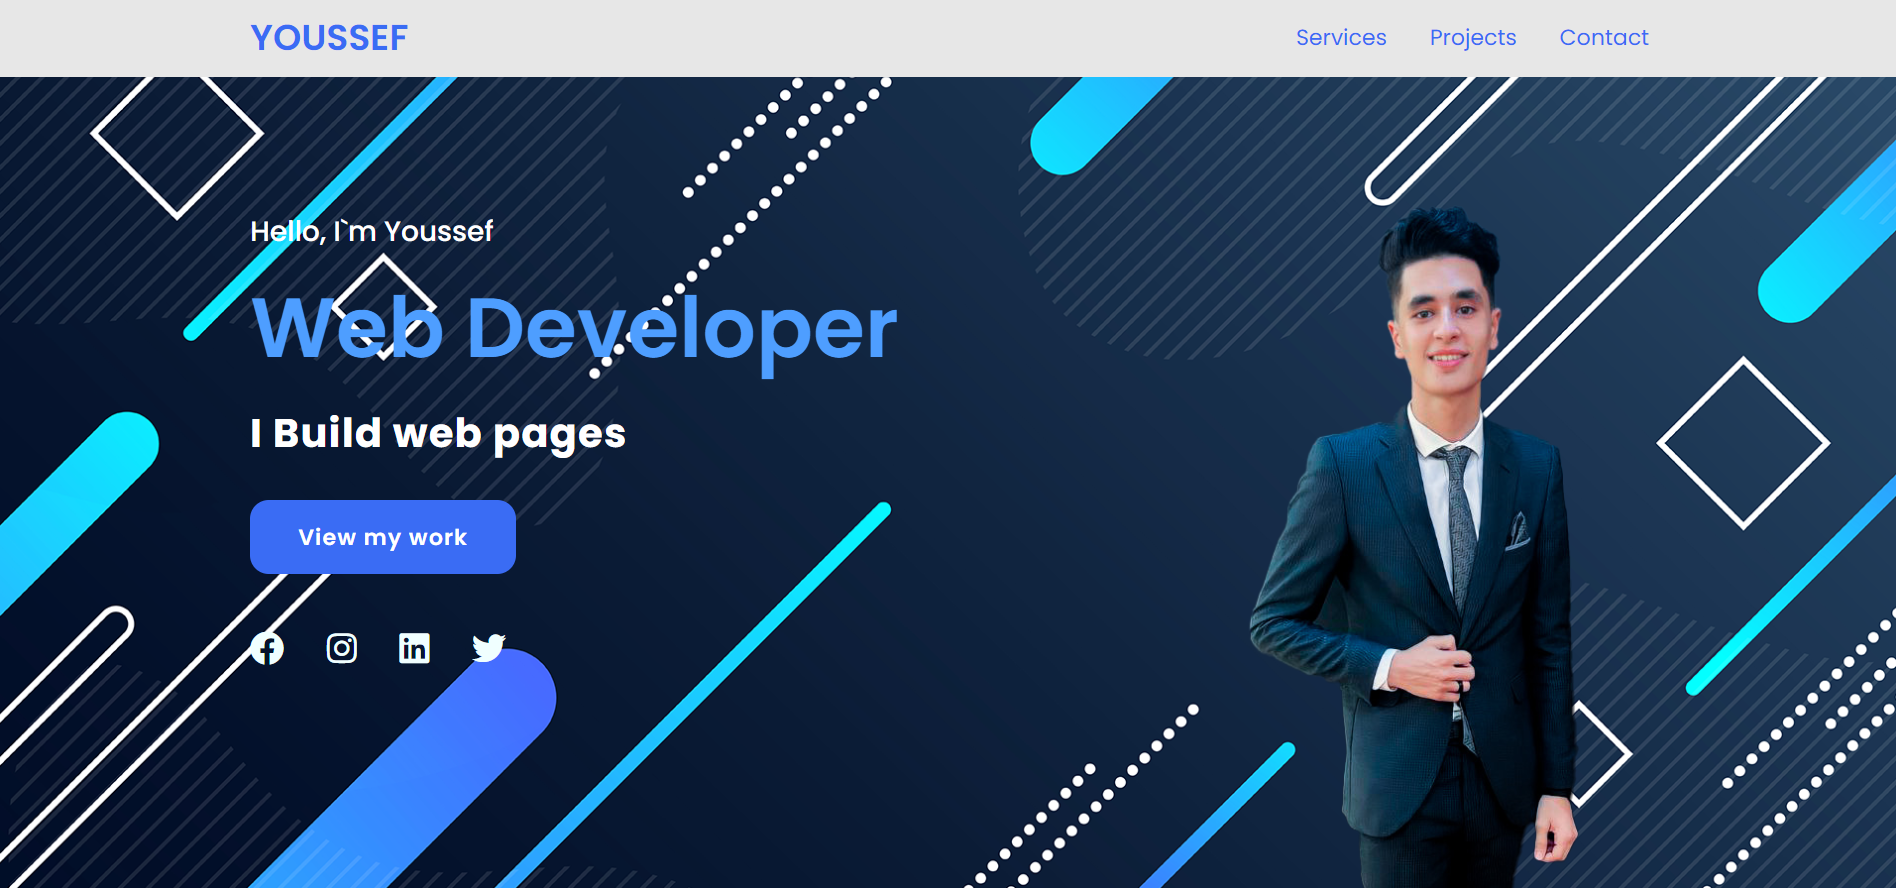 YOUSSEF
Services Projects Contact
Hello, I`m Youssef
Web Developer
I Build web pages
View my work